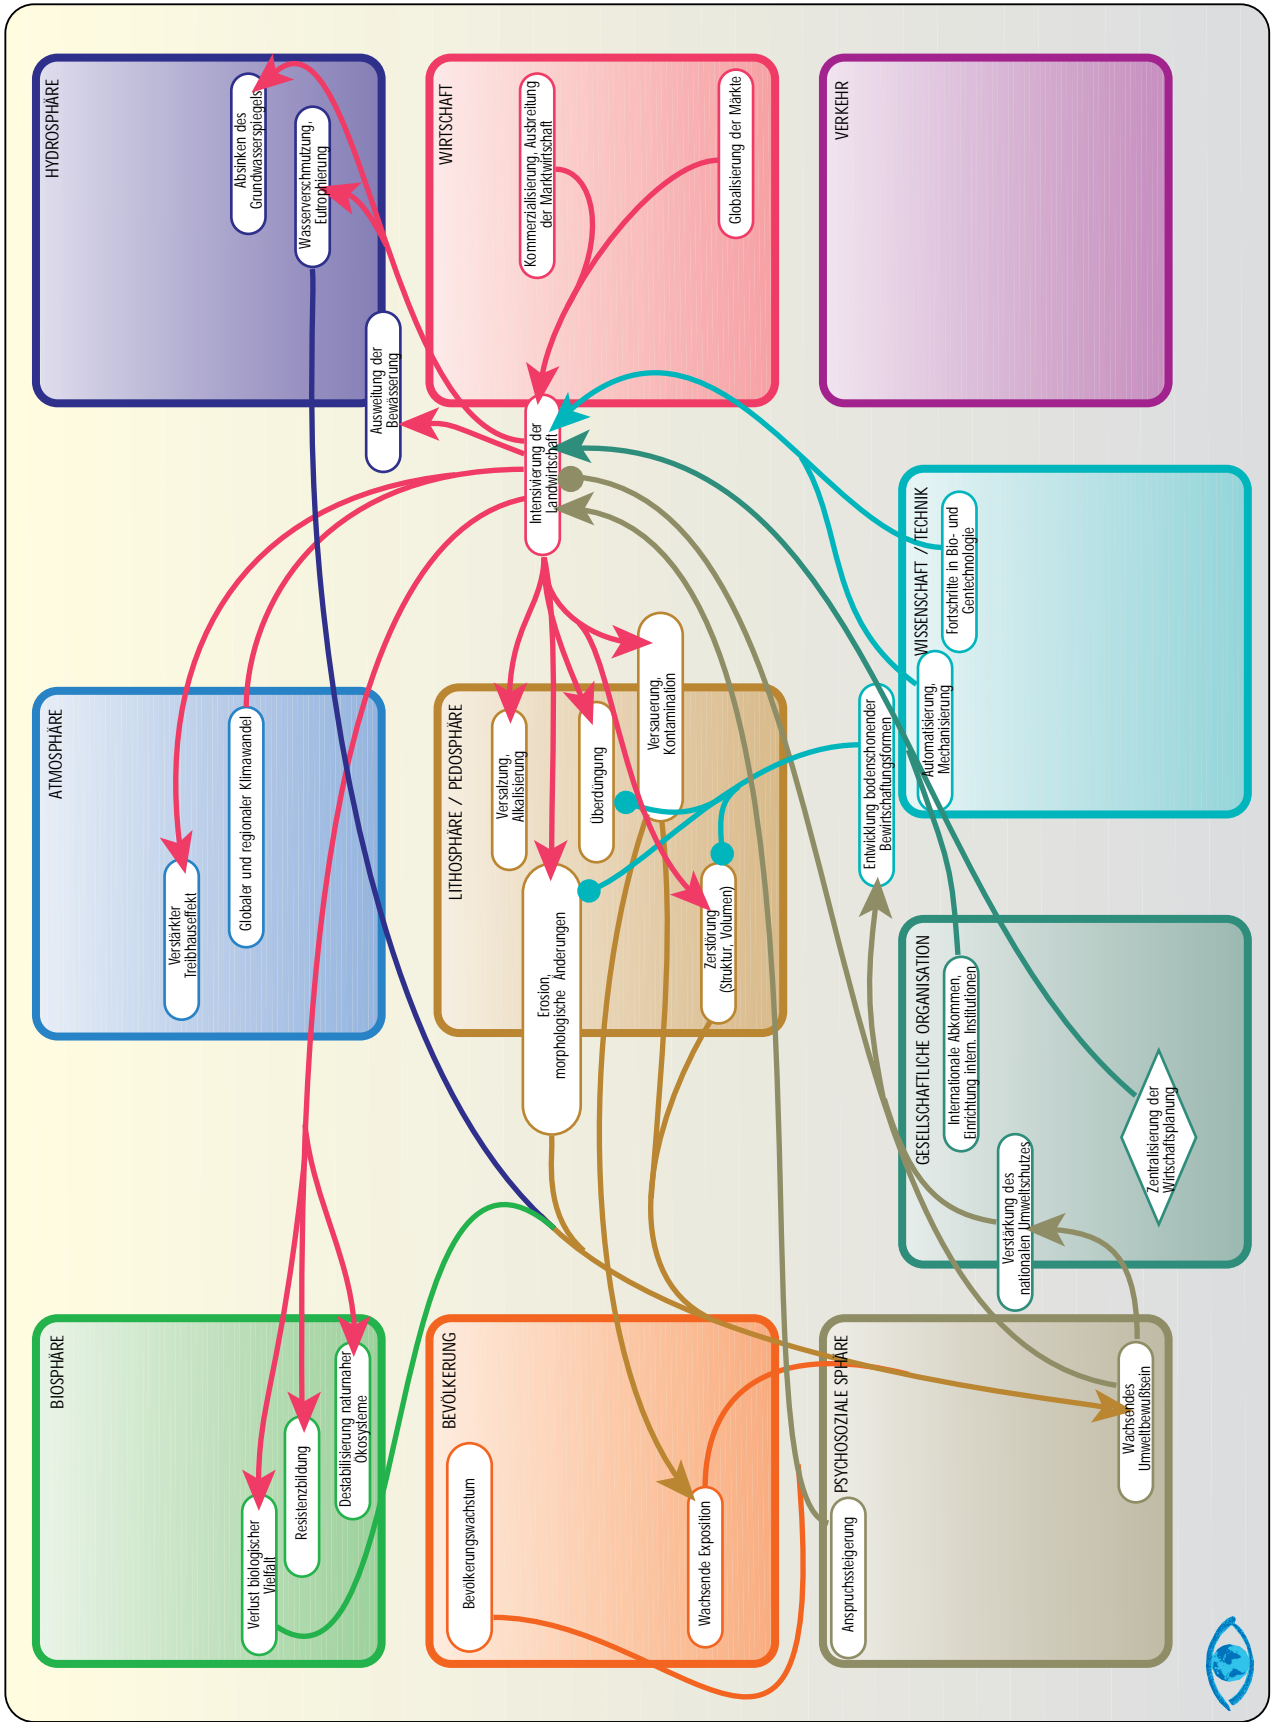 BIOSPHÄRE
Verlust biologischer
Vielfalt
Resistenzbildung
Destabilisierung naturnaher
Ökosysteme
ATMOSPHÄRE
Verstärkter
Treibhauseffekt
Globaler und regionaler Klimawandel
HYDROSPHÄRE
Absinken des
Grundwasserspiegels
Wasserverschmutzung,
Eutrophierung
Ausweitung der
Bewässerung
BEVÖLKERUNG
Bevölkerungswachstum
Wachsende Exposition
LITHOSPHÄRE / PEDOSPHÄRE
Versalzung,
Alkalisierung
Erosion,
morphologische Änderungen
Überdüngung
Versauerung,
Kontamination
Zerstörung
(Struktur, Volumen)
WIRTSCHAFT
Kommerzialisierung, Ausbreitung
der Marktwirtschaft
Globalisierung der Märkte
Intensivierung der
Landwirtschaft
PSYCHOSOZIALE SPHÄRE
Anspruchssteigerung
Wachsendes
Umweltbewußtsein
GESELLSCHAFTLICHE ORGANISATION
Internationale Abkommen,
Einrichtung intern. Institutionen
Verstärkung des
nationalen Umweltschutzes
Zentralisierung der
Wirtschaftsplanung
WISSENSCHAFT / TECHNIK
Entwicklung bodenschonender
Bewirtschaftungsformen
Automatisierung,
Mechanisierung
Fortschritte in Bio- und
Gentechnologie
VERKEHR